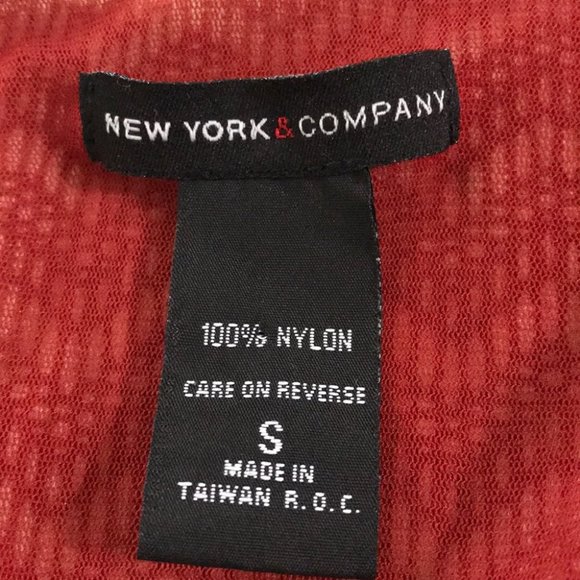 NEW YORK & COMPANY
100% NYLON
CARE ON REVERSE
S
MADE IN
TAIWAN R.O.C.